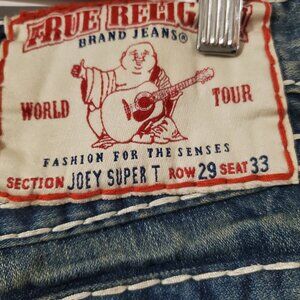 TRUE RELIGION
BRAND JEANS®
WORLD TOUR
FASHION FOR THE SENSES
SECTION JOEY SUPER T ROW 29 SEAT 33